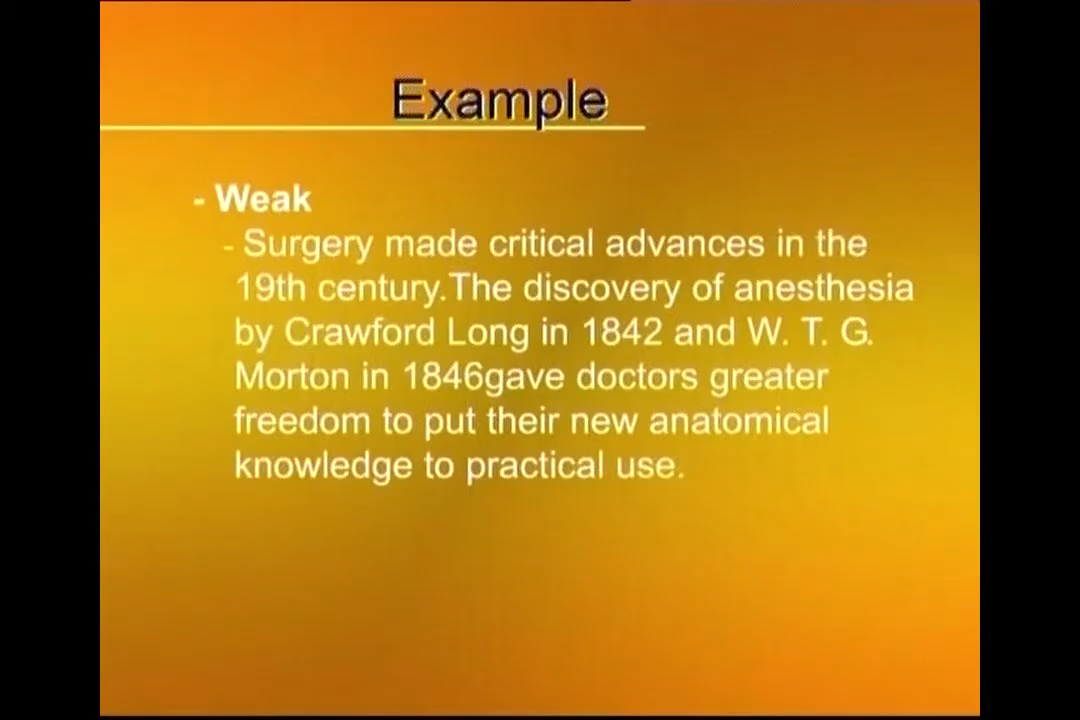 Example
- Weak
- Surgery made critical advances in the
19th century.The discovery of anesthesia
by Crawford Long in 1842 and W. T. G.
Morton in 1846gave doctors greater
freedom to put their new anatomical
knowledge to practical use.